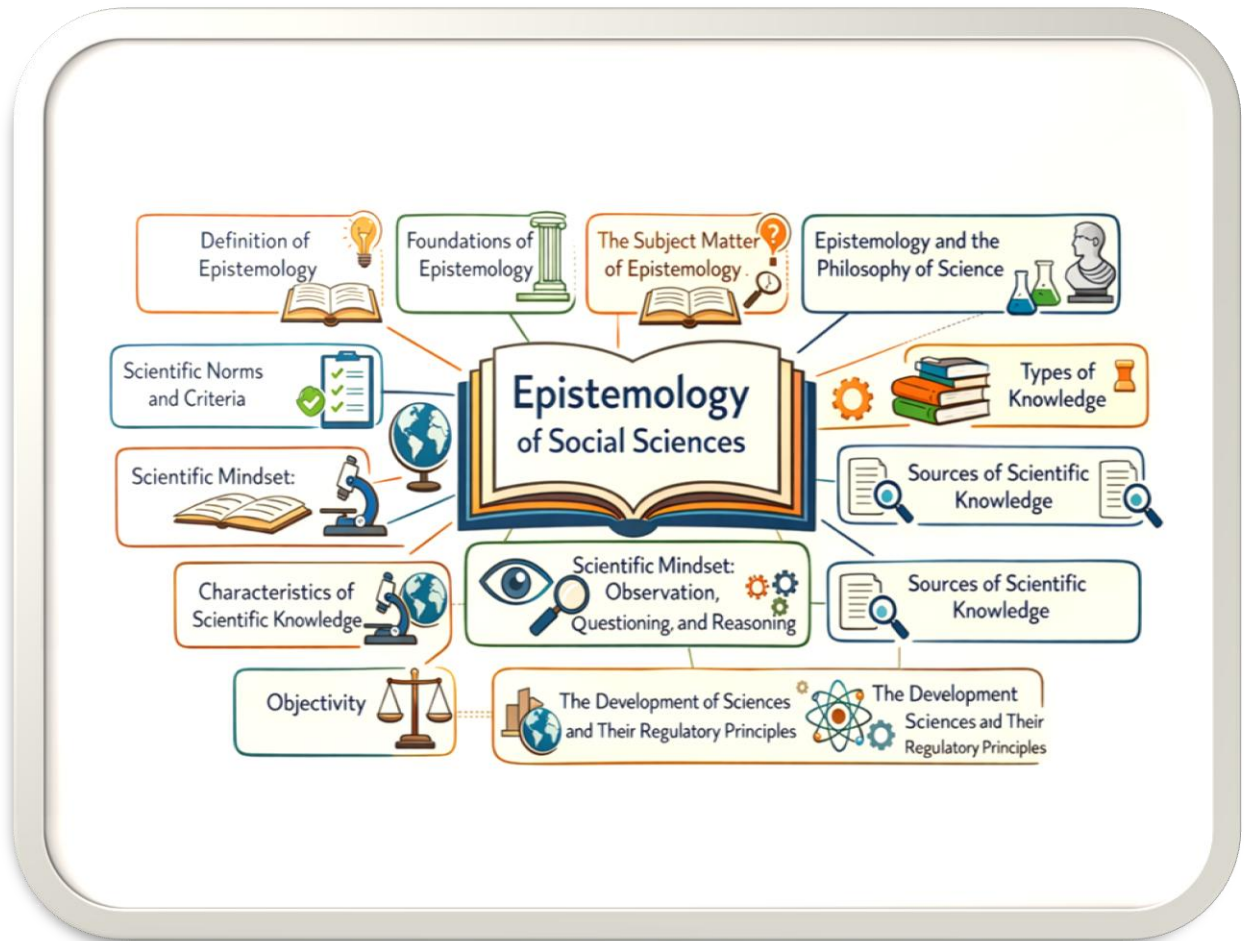 Definition of
Epistemology
Foundations of
Epistemology
The Subject Matter
of Epistemology.
Epistemology and the
Philosophy of Science
Scientific Norms
and Criteria
Epistemology
of Social Sciences
Types of
Knowledge
Scientific Mindset:
Sources of Scientific
Knowledge
Characteristics of
Scientific Knowledge
Scientific Mindset:
Observation,
Questioning, and Reasoning
Sources of Scientific
Knowledge
Objectivity
The Development of Sciences
and Their Regulatory Principles
The Development
Sciences and Their
Regulatory Principles